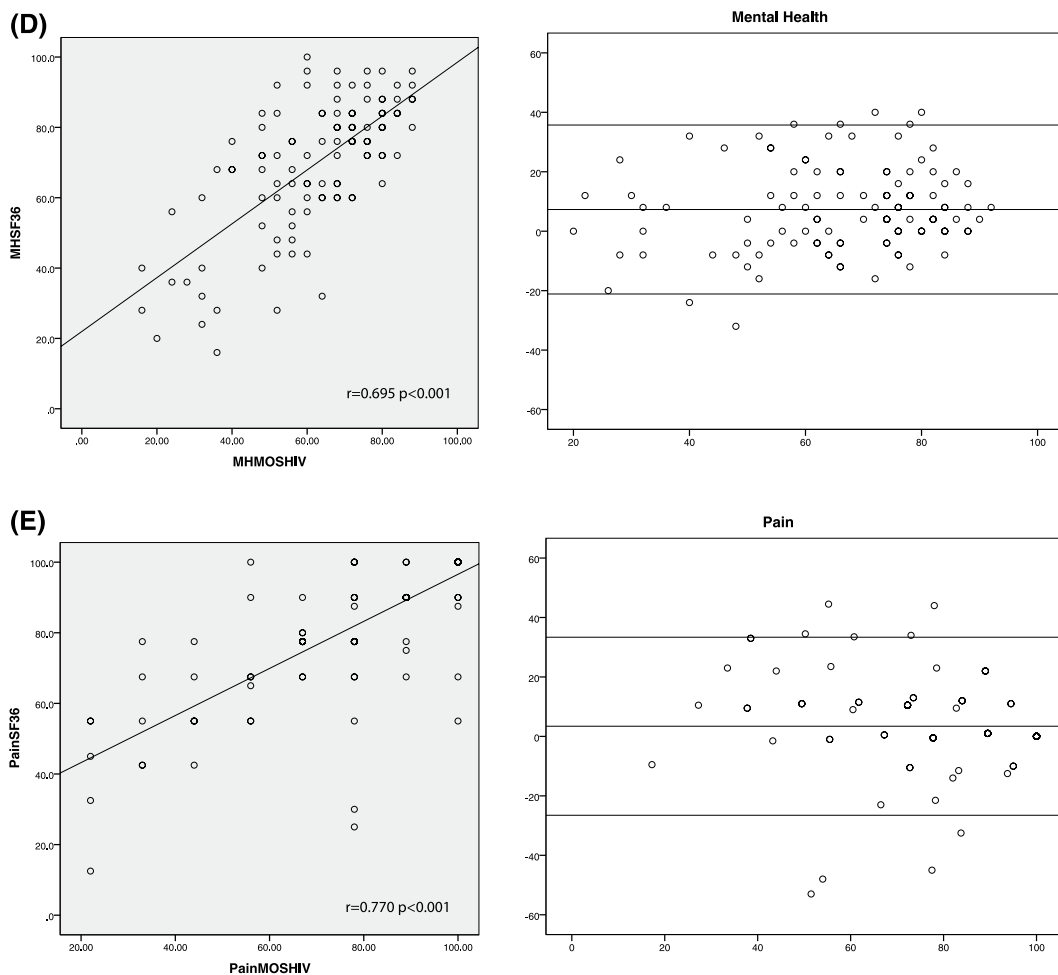 (D)
Mental Health
MHSF36
100.0
80.0
60.0
40.0
20.0
.0
r=0.695 p<0.001
.00 20.00 40.00 60.00 80.00 100.00
MHMOSHIV
60
40
20
0
-20
-40
-60
20 40 60 80 100
(E)
Pain
PainSF36
100.0
80.0
60.0
40.0
20.0
.0
r=0.770 p<0.001
20.00 40.00 60.00 80.00 100.00
PainMOSHIV
60
40
20
0
-20
-40
-60
0 20 40 60 80 100